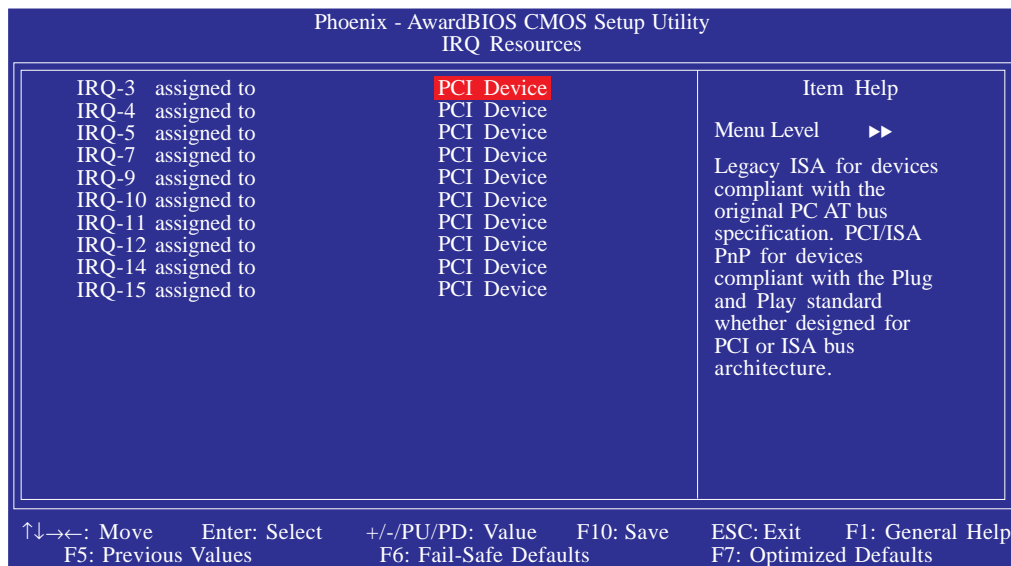 Phoenix - AwardBIOS CMOS Setup Utility
IRQ Resources
IRQ-3 assigned to PCI Device
IRQ-4 assigned to PCI Device
IRQ-5 assigned to PCI Device
IRQ-7 assigned to PCI Device
IRQ-9 assigned to PCI Device
IRQ-10 assigned to PCI Device
IRQ-11 assigned to PCI Device
IRQ-12 assigned to PCI Device
IRQ-14 assigned to PCI Device
IRQ-15 assigned to PCI Device
Item Help
Menu Level ▶▶
Legacy ISA for devices
compliant with the
original PC AT bus
specification. PCI/ISA
PnP for devices
compliant with the Plug
and Play standard
whether designed for
PCI or ISA bus
architecture.
↑↓→←: Move Enter: Select +/-/PU/PD: Value F10: Save ESC: Exit F1: General Help
F5: Previous Values F6: Fail-Safe Defaults F7: Optimized Defaults